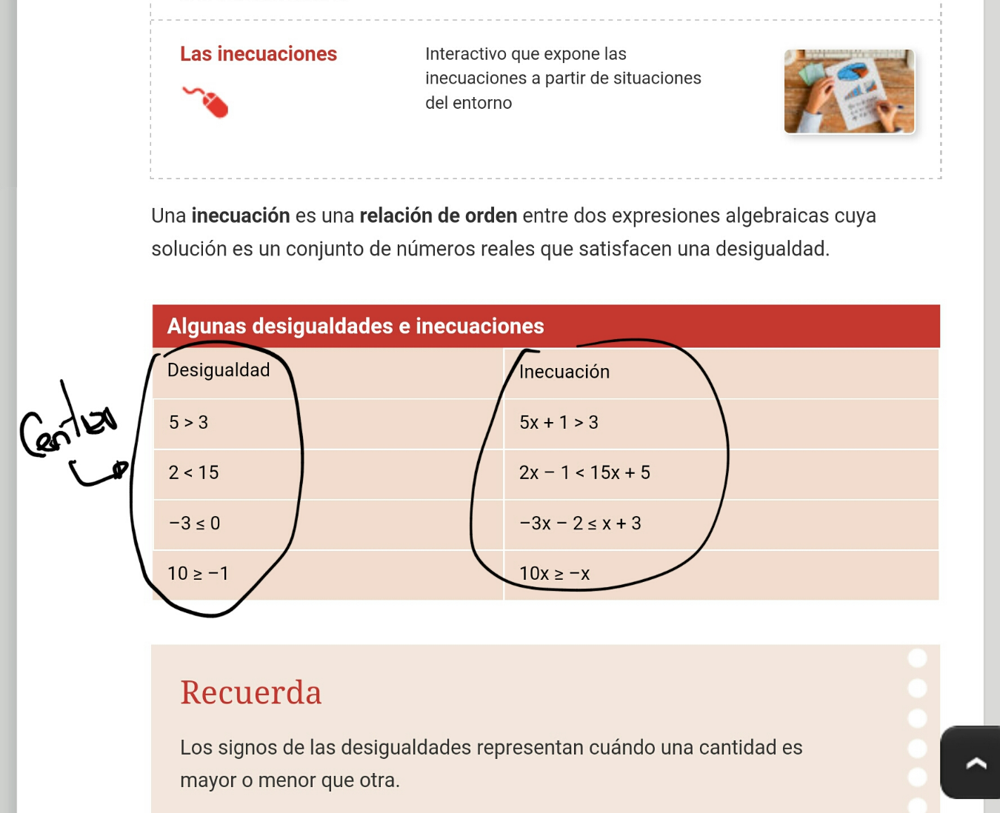 Las inecuaciones
Interactivo que expone las
inecuaciones a partir de situaciones
del entorno
Una inecuación es una relación de orden entre dos expresiones algebraicas cuya
solución es un conjunto de números reales que satisfacen una desigualdad.
Algunas desigualdades e inecuaciones
Desigualdad Inecuación
5 > 3 5x + 1 > 3
2 < 15 2x − 1 < 15x + 5
−3 ≤ 0 −3x − 2 ≤ x + 3
10 ≥ −1 10x ≥ −x
Recuerda
Los signos de las desigualdades representan cuándo una cantidad es
mayor o menor que otra.